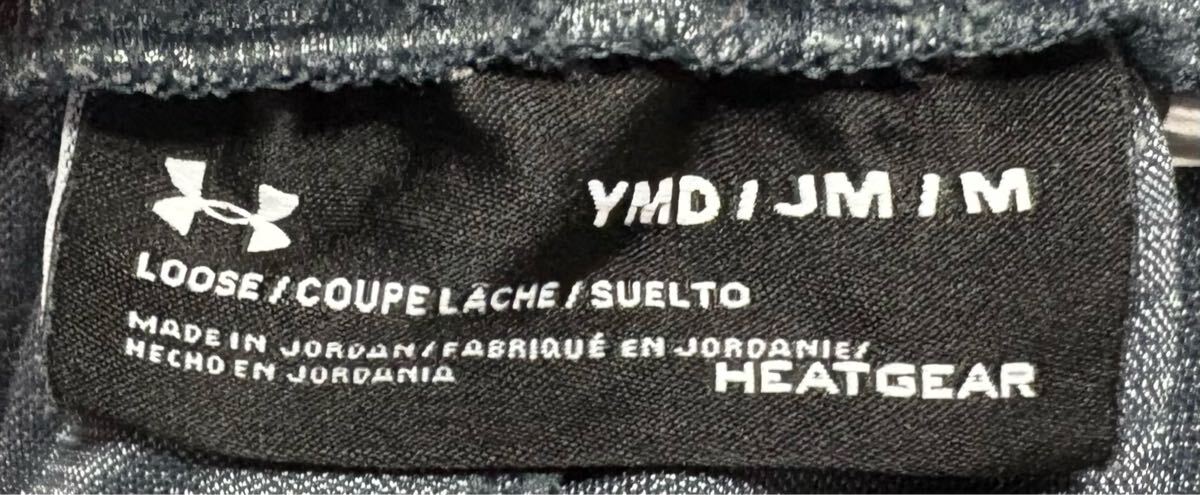 YMD / JM / M
LOOSE / COUPE LÂCHE / SUELTO
MADE IN JORDAN / FABRIQUÉ EN JORDANIE /
HECHO EN JORDANIA
HEATGEAR